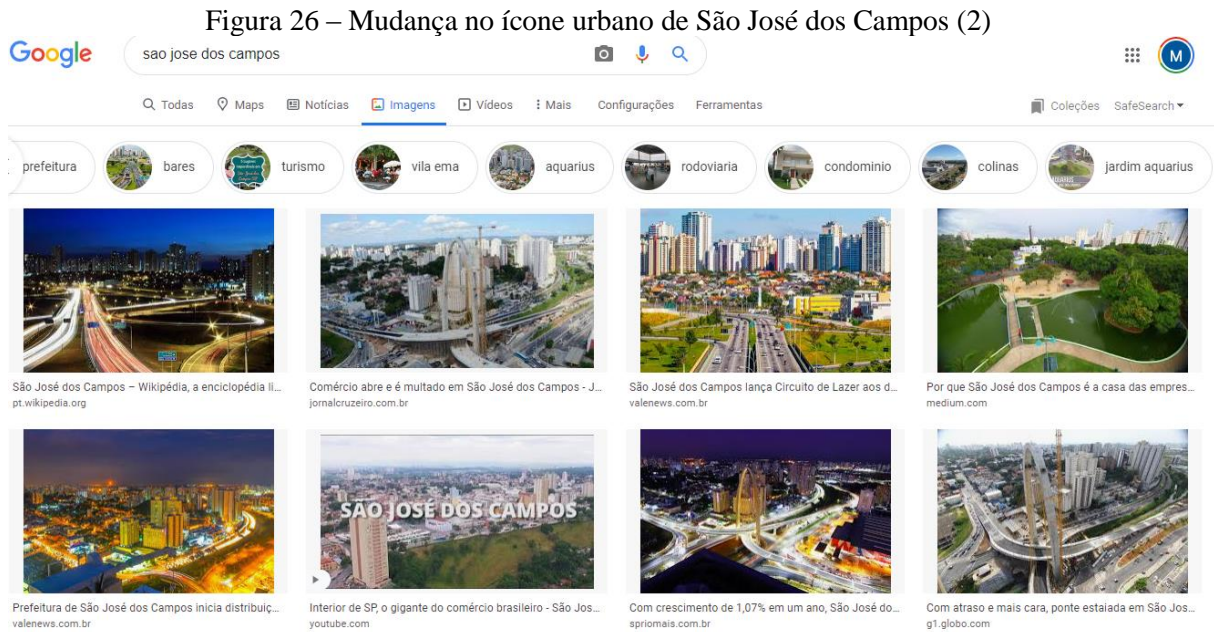 Figura 26 – Mudança no ícone urbano de São José dos Campos (2)
Google sao jose dos campos M
Todas Maps Notícias Imagens Vídeos Mais Configurações Ferramentas Coleções SafeSearch
prefeitura bares turismo vila ema aquarius rodoviaria condominio colinas jardim aquarius
São José dos Campos – Wikipédia, a enciclopédia li... Comércio abre e é multado em São José dos Campos - J... São José dos Campos lança Circuito de Lazer aos d... Por que São José dos Campos é a casa das empres...
pt.wikipedia.org jornalcruzeiro.com.br valenews.com.br medium.com
SÃO JOSÉ DOS CAMPOS
Prefeitura de São José dos Campos inicia distribuiç... Interior de SP, o gigante do comércio brasileiro - São Jos... Com crescimento de 1,07% em um ano, São José do... Com atraso e mais cara, ponte estaiada em São Jos...
valenews.com.br youtube.com spriomais.com.br g1.globo.com